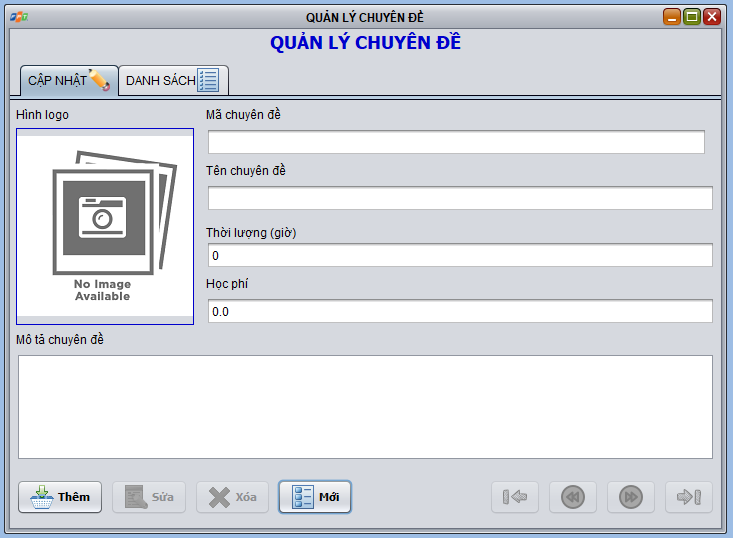 QUẢN LÝ CHUYÊN ĐỀ
QUẢN LÝ CHUYÊN ĐỀ
CẬP NHẬT DANH SÁCH
Hình logo
Mã chuyên đề
Tên chuyên đề
Thời lượng (giờ)
0
Học phí
0.0
No Image
Available
Mô tả chuyên đề
Thêm Sửa Xóa Mới